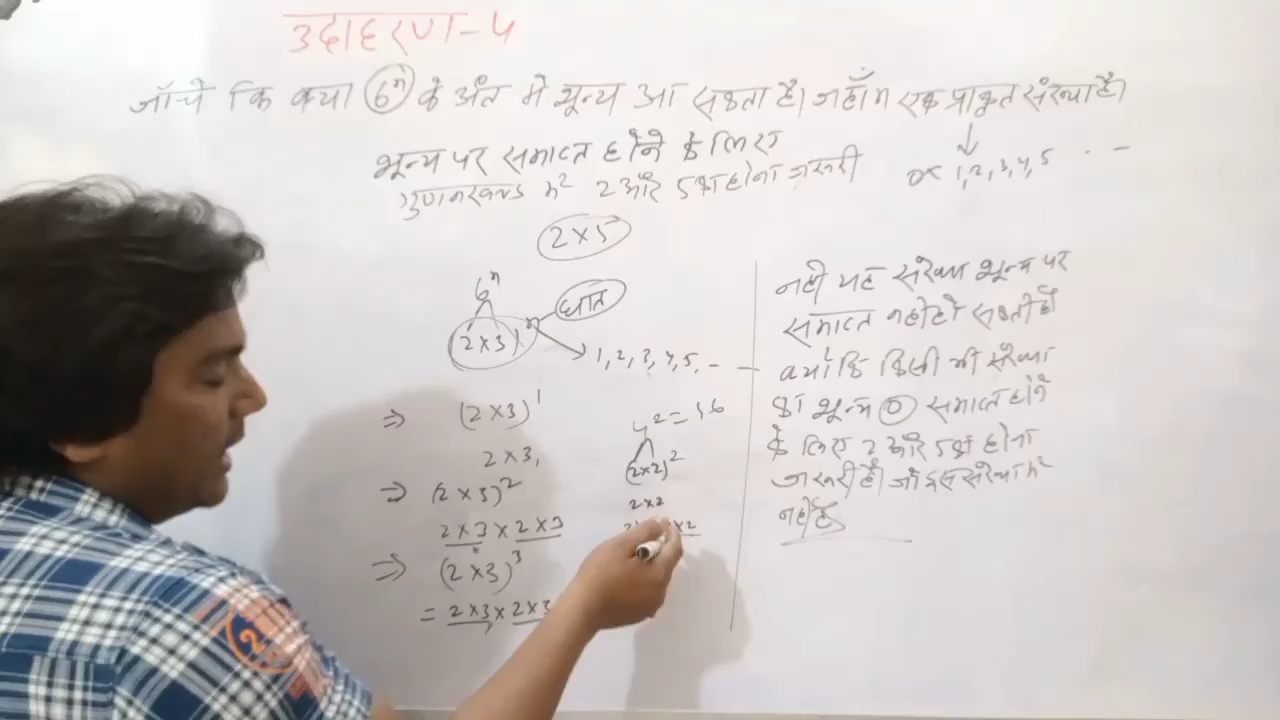 उदाहरण-4
जाँचे कि क्या 6ⁿ के अंत मे शून्य आ सकता है। जहाँ n एक प्राकृत संख्या है।
शून्य पर समाप्त होने के लिए
गुणनखण्ड में 2 और 5 का होना जरूरी
1, 2, 3, 4, 5 . . –
2×5
6ⁿ
(2×3)ⁿ
घात
1, 2, 3, 4, 5, – –
⇒ (2×3)¹
2×3,
⇒ (2×3)²
2×3 × 2×3
⇒ (2×3)³
= 2×3 × 2×3
4² = 16
(2×2)²
2×2
×2
नही यह संख्या शून्य पर
समाप्त नही हो सकती है
क्योंकि किसी भी संख्या
का शून्य 0 समाप्त होने
के लिए 2 और 5 का होना
जरूरी है। जो इस संख्या में
नही है